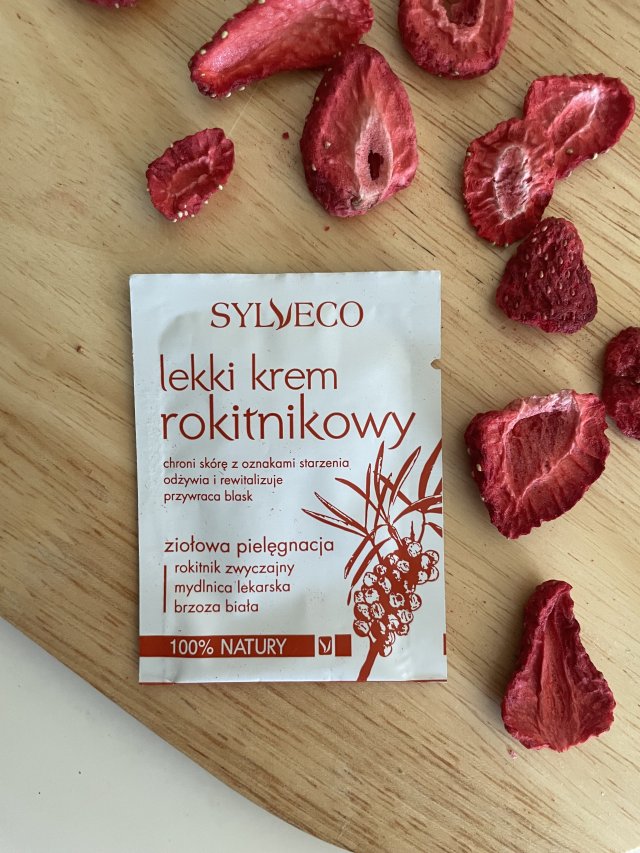 SYLVECO
lekki krem
rokitnikowy
chroni skórę z oznakami starzenia
odżywia i rewitalizuje
przywraca blask
ziołowa pielęgnacja
rokitnik zwyczajny
mydlnica lekarska
brzoza biała
100% NATURY